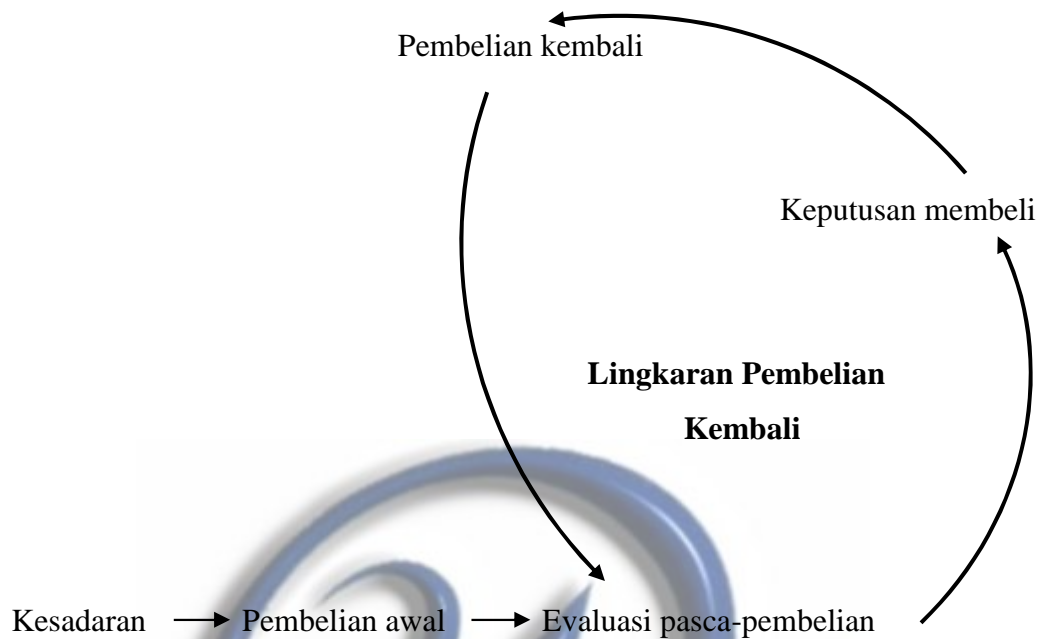 Pembelian kembali
Keputusan membeli
Lingkaran Pembelian
Kembali
Kesadaran Pembelian awal Evaluasi pasca-pembelian